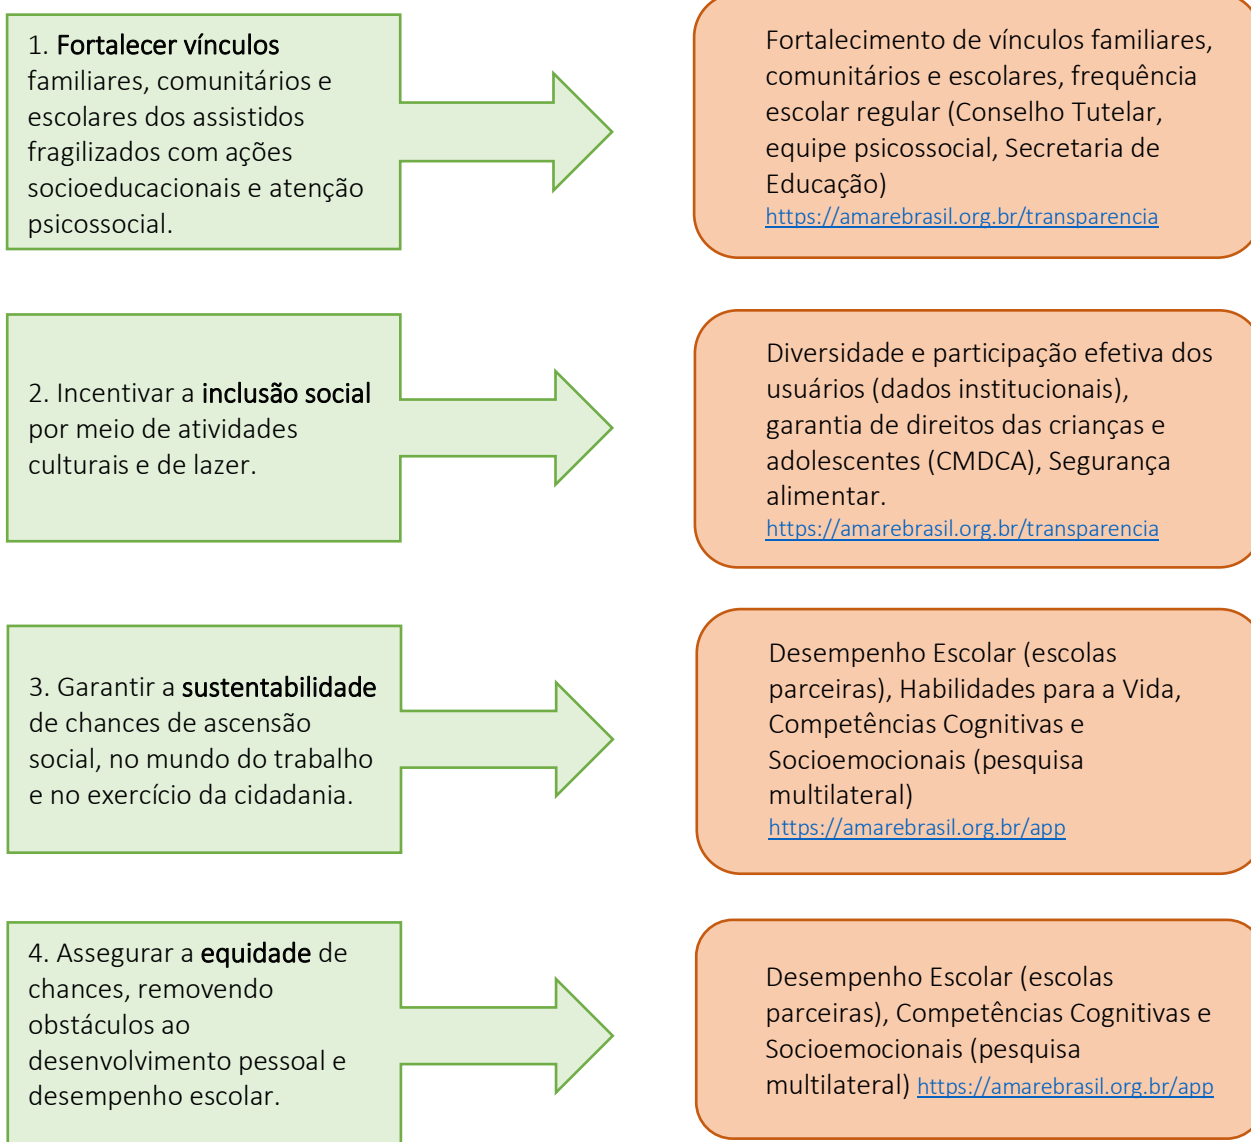 1. Fortalecer vínculos
familiares, comunitários e
escolares dos assistidos
fragilizados com ações
socioeducacionais e atenção
psicossocial.
Fortalecimento de vínculos familiares,
comunitários e escolares, frequência
escolar regular (Conselho Tutelar,
equipe psicossocial, Secretaria de
Educação)
https://amarebrasil.org.br/transparencia
2. Incentivar a inclusão social
por meio de atividades
culturais e de lazer.
Diversidade e participação efetiva dos
usuários (dados institucionais),
garantia de direitos das crianças e
adolescentes (CMDCA), Segurança
alimentar.
https://amarebrasil.org.br/transparencia
3. Garantir a sustentabilidade
de chances de ascensão
social, no mundo do trabalho
e no exercício da cidadania.
Desempenho Escolar (escolas
parceiras), Habilidades para a Vida,
Competências Cognitivas e
Socioemocionais (pesquisa
multilateral)
https://amarebrasil.org.br/app
4. Assegurar a equidade de
chances, removendo
obstáculos ao
desenvolvimento pessoal e
desempenho escolar.
Desempenho Escolar (escolas
parceiras), Competências Cognitivas e
Socioemocionais (pesquisa
multilateral) https://amarebrasil.org.br/app